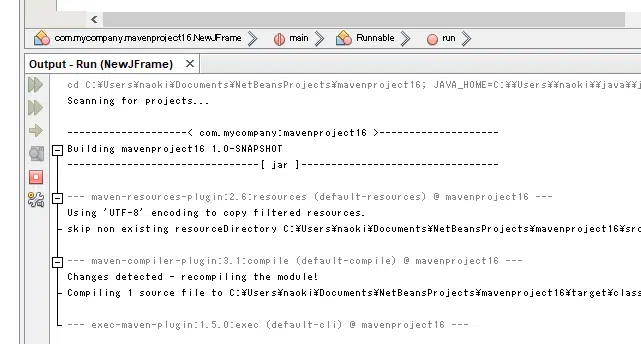 com.mycompany.mavenproject16.NewJFrame > main > Runnable > run
Output - Run (NewJFrame) ×
cd C:¥Users¥naoki¥Documents¥NetBeansProjects¥mavenproject16; JAVA_HOME=C:¥¥Users¥¥naoki¥¥java¥¥j
Scanning for projects...
-------------------< com.mycompany:mavenproject16 >-------------------
Building mavenproject16 1.0-SNAPSHOT
--------------------------------[ jar ]---------------------------------
--- maven-resources-plugin:2.6:resources (default-resources) @ mavenproject16 ---
Using 'UTF-8' encoding to copy filtered resources.
skip non existing resourceDirectory C:¥Users¥naoki¥Documents¥NetBeansProjects¥mavenproject16¥src
--- maven-compiler-plugin:3.1:compile (default-compile) @ mavenproject16 ---
Changes detected - recompiling the module!
Compiling 1 source file to C:¥Users¥naoki¥Documents¥NetBeansProjects¥mavenproject16¥target¥class
--- exec-maven-plugin:1.5.0:exec (default-cli) @ mavenproject16 ---